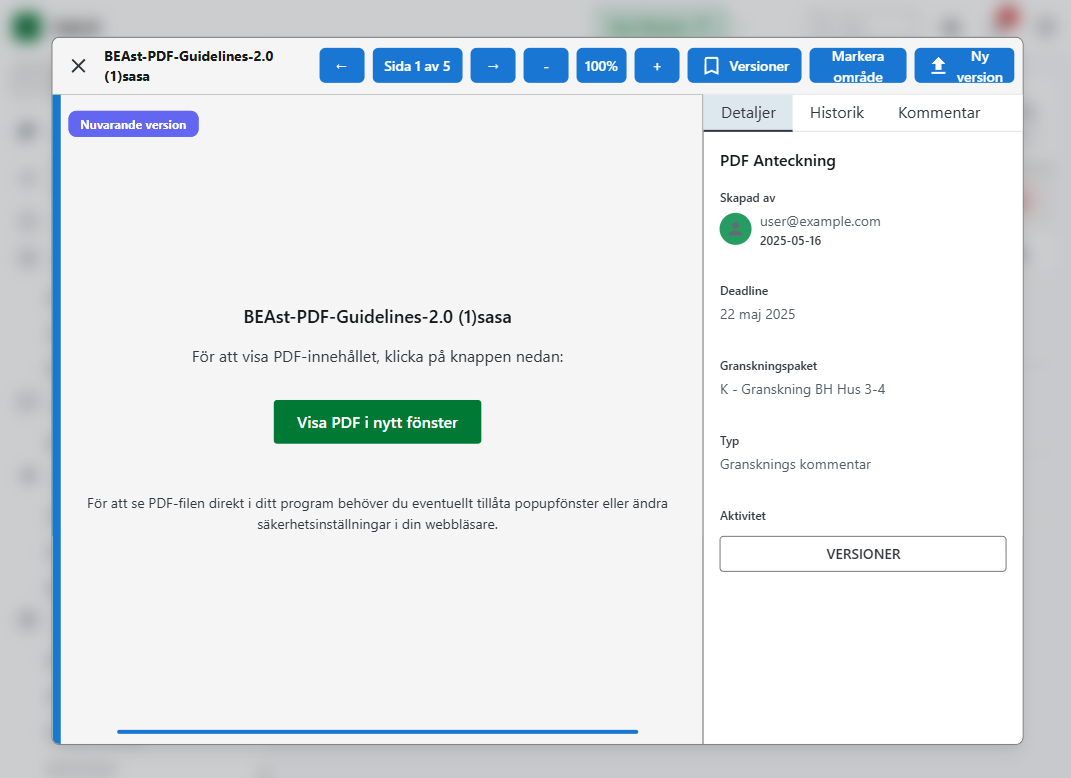 BEAst-PDF-Guidelines-2.0
(1)sasa
←
Sida 1 av 5
→
-
100%
+
Versioner
Markera
område
Ny
version
Nuvarande version
BEAst-PDF-Guidelines-2.0 (1)sasa
För att visa PDF-innehållet, klicka på knappen nedan:
Visa PDF i nytt fönster
För att se PDF-filen direkt i ditt program behöver du eventuellt tillåta popupfönster eller ändra
säkerhetsinställningar i din webbläsare.
Detaljer Historik Kommentar
PDF Anteckning
Skapad av
user@example.com
2025-05-16
Deadline
22 maj 2025
Granskningspaket
K - Granskning BH Hus 3-4
Typ
Gransknings kommentar
Aktivitet
VERSIONER